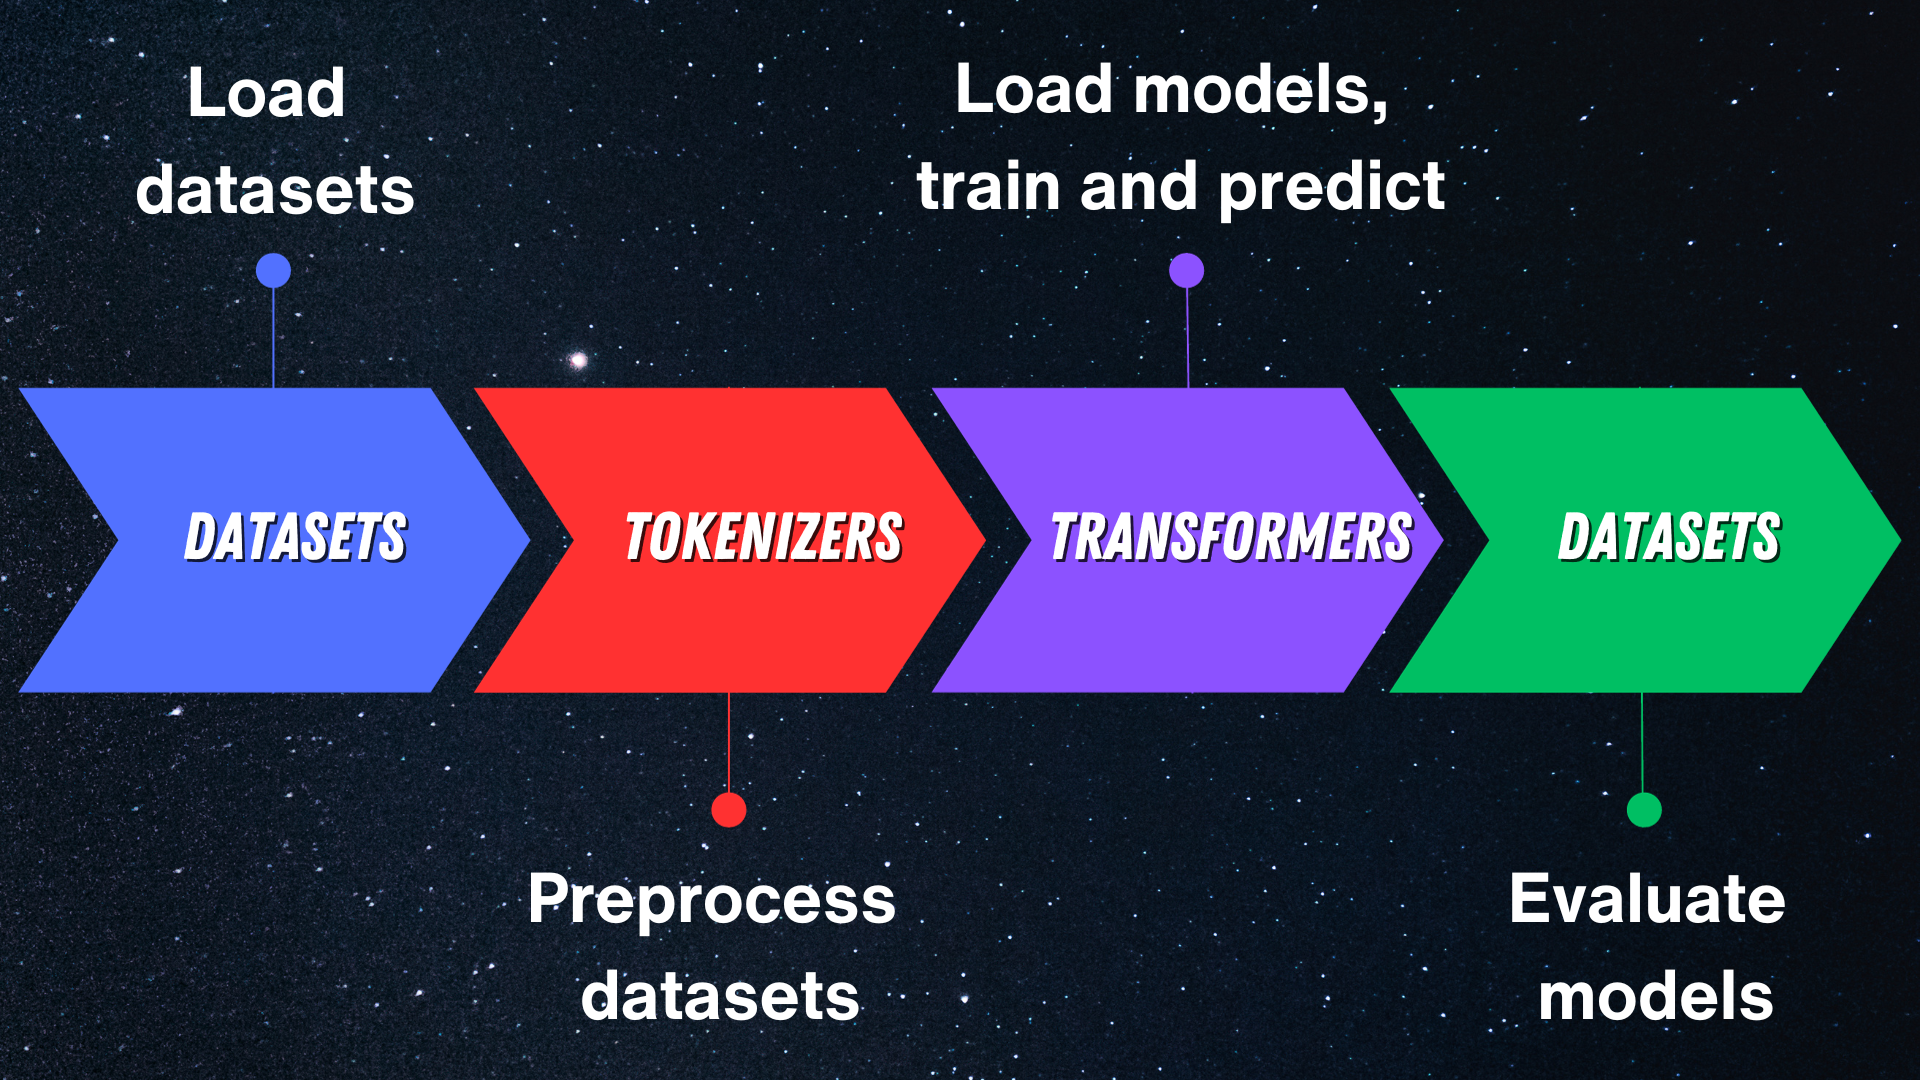 Load
datasets
Load models,
train and predict
DATASETS
TOKENIZERS
TRANSFORMERS
DATASETS
Preprocess
datasets
Evaluate
models